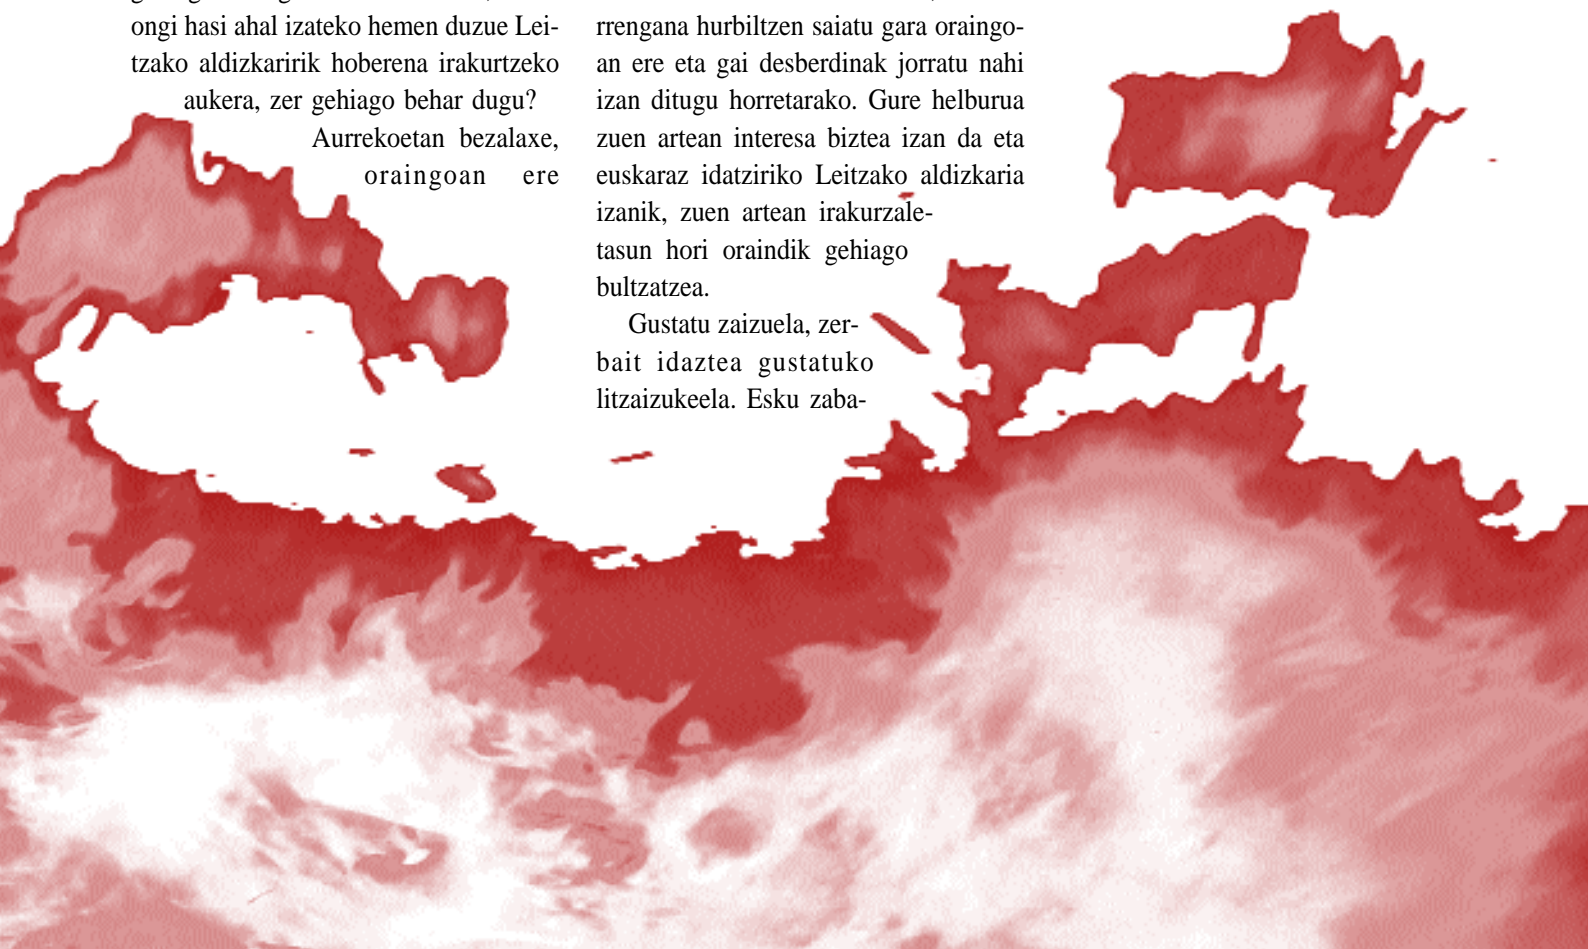 ongi hasi ahal izateko hemen duzue Lei-
tzako aldizkaririk hoberena irakurtzeko
aukera, zer gehiago behar dugu?
Aurrekoetan bezalaxe,
oraingoan ere
rrengana hurbiltzen saiatu gara oraingo-
an ere eta gai desberdinak jorratu nahi
izan ditugu horretarako. Gure helburua
zuen artean interesa biztea izan da eta
euskaraz idatziriko Leitzako aldizkaria
izanik, zuen artean irakurzale-
tasun hori oraindik gehiago
bultzatzea.
Gustatu zaizuela, zer-
bait idaztea gustatuko
litzaizukeela. Esku zaba-